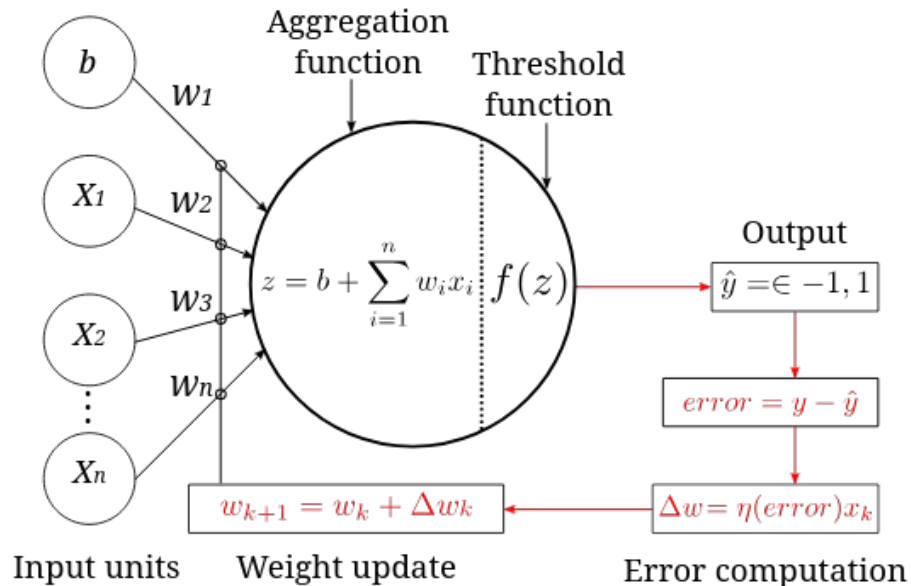 Aggregation
function
Threshold
function
b
w1
X1
w2
w3
X2
wn
Xn
z = b + \sum_{i=1}^{n} w_i x_i
f(z)
Output
ŷ =∈ −1, 1
error = y − ŷ
Δw = η(error)x_k
w_{k+1} = w_k + Δw_k
Input units
Weight update
Error computation